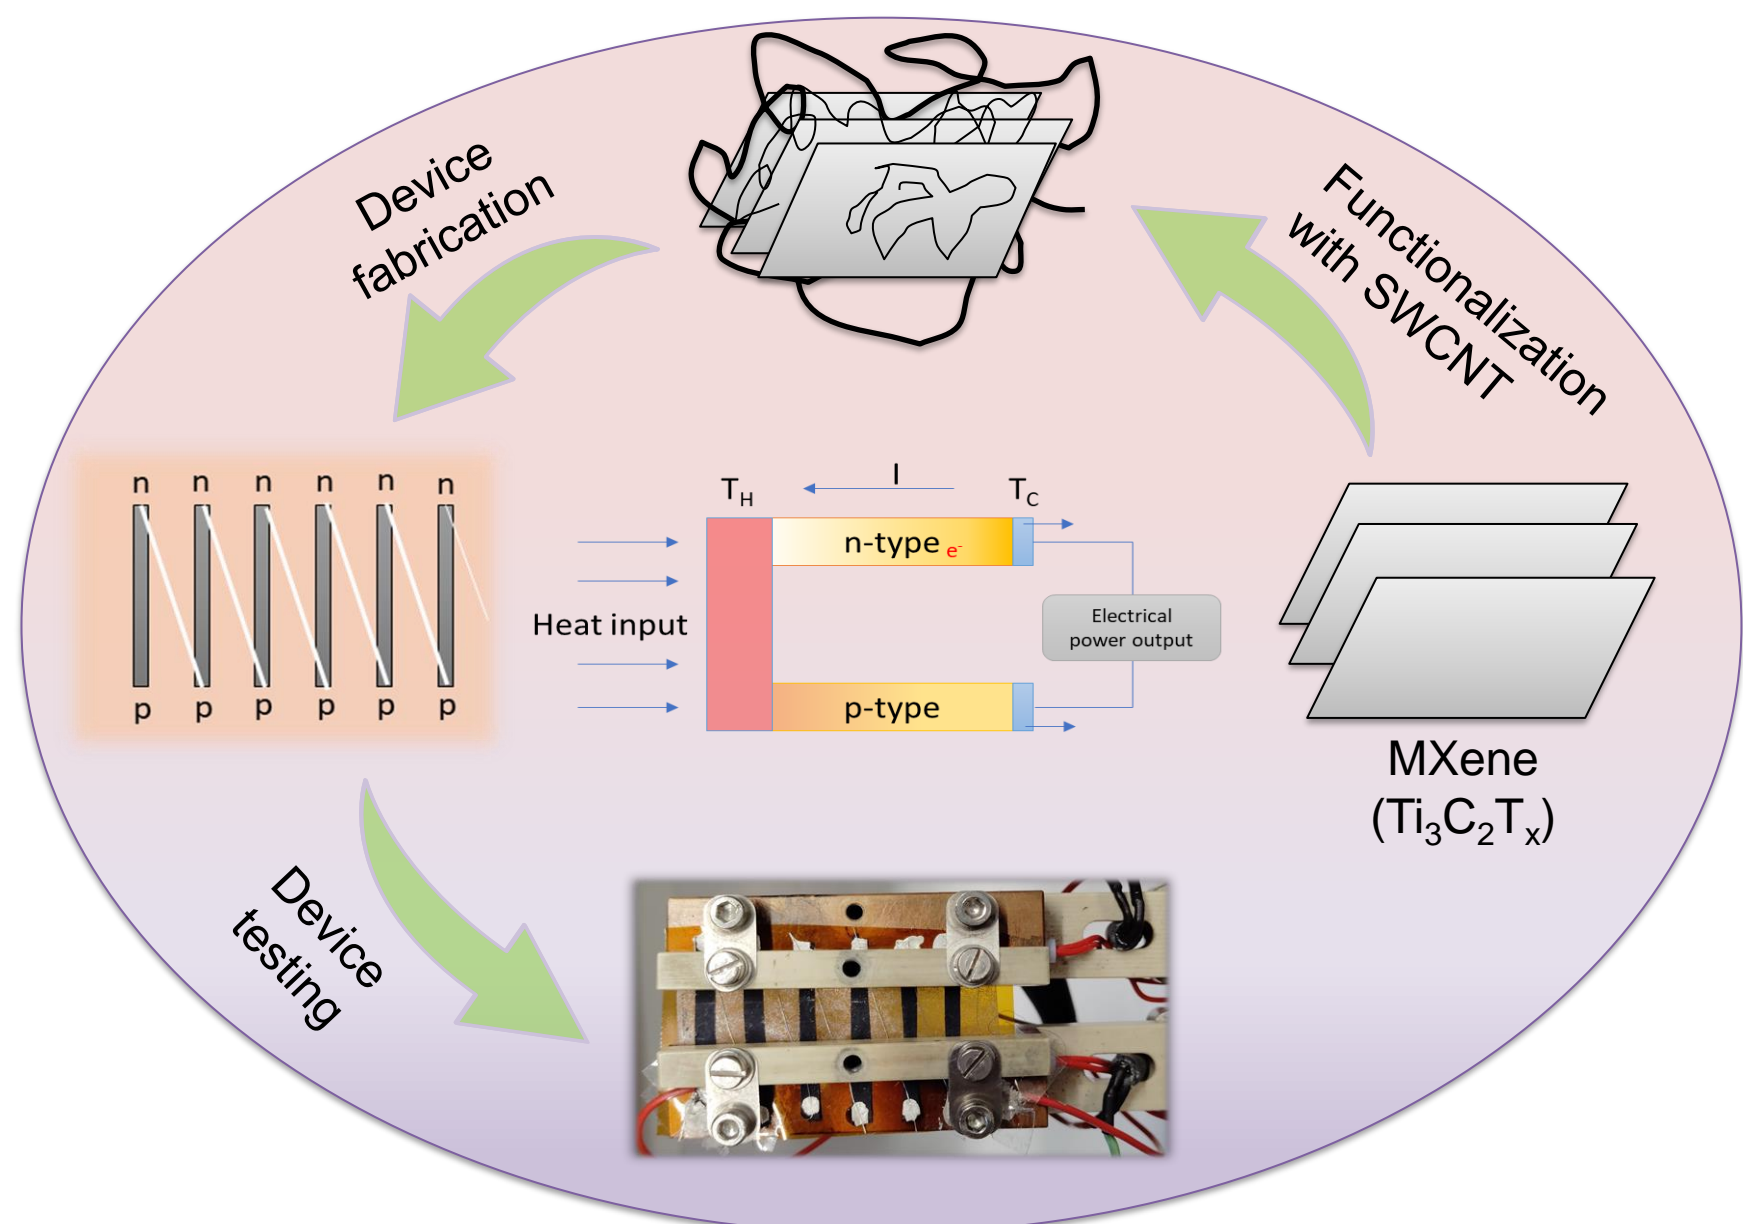 Device
fabrication
Functionalization
with SWCNT
n n n n n n
p p p p p p
T_H
I
T_C
n-type e⁻
Heat input
Electrical
power output
p-type
MXene
(Ti₃C₂Tₓ)
Device
testing